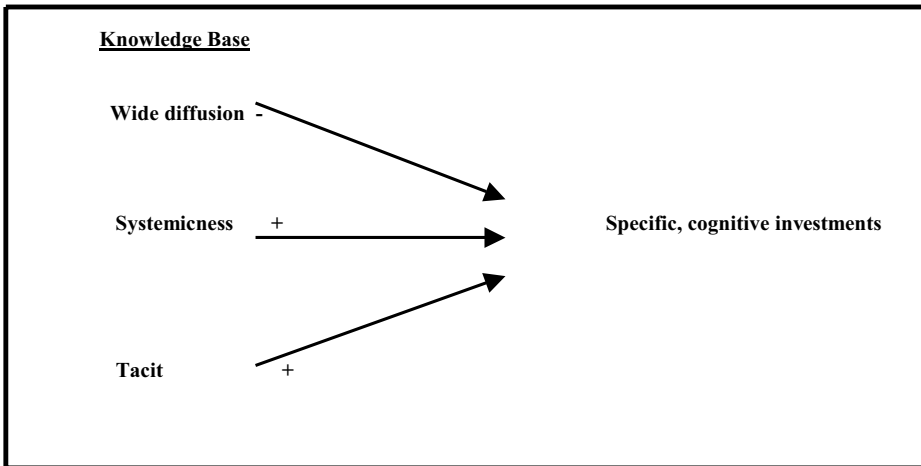 Knowledge Base
Wide diffusion -
Systemicness +
Specific, cognitive investments
Tacit +